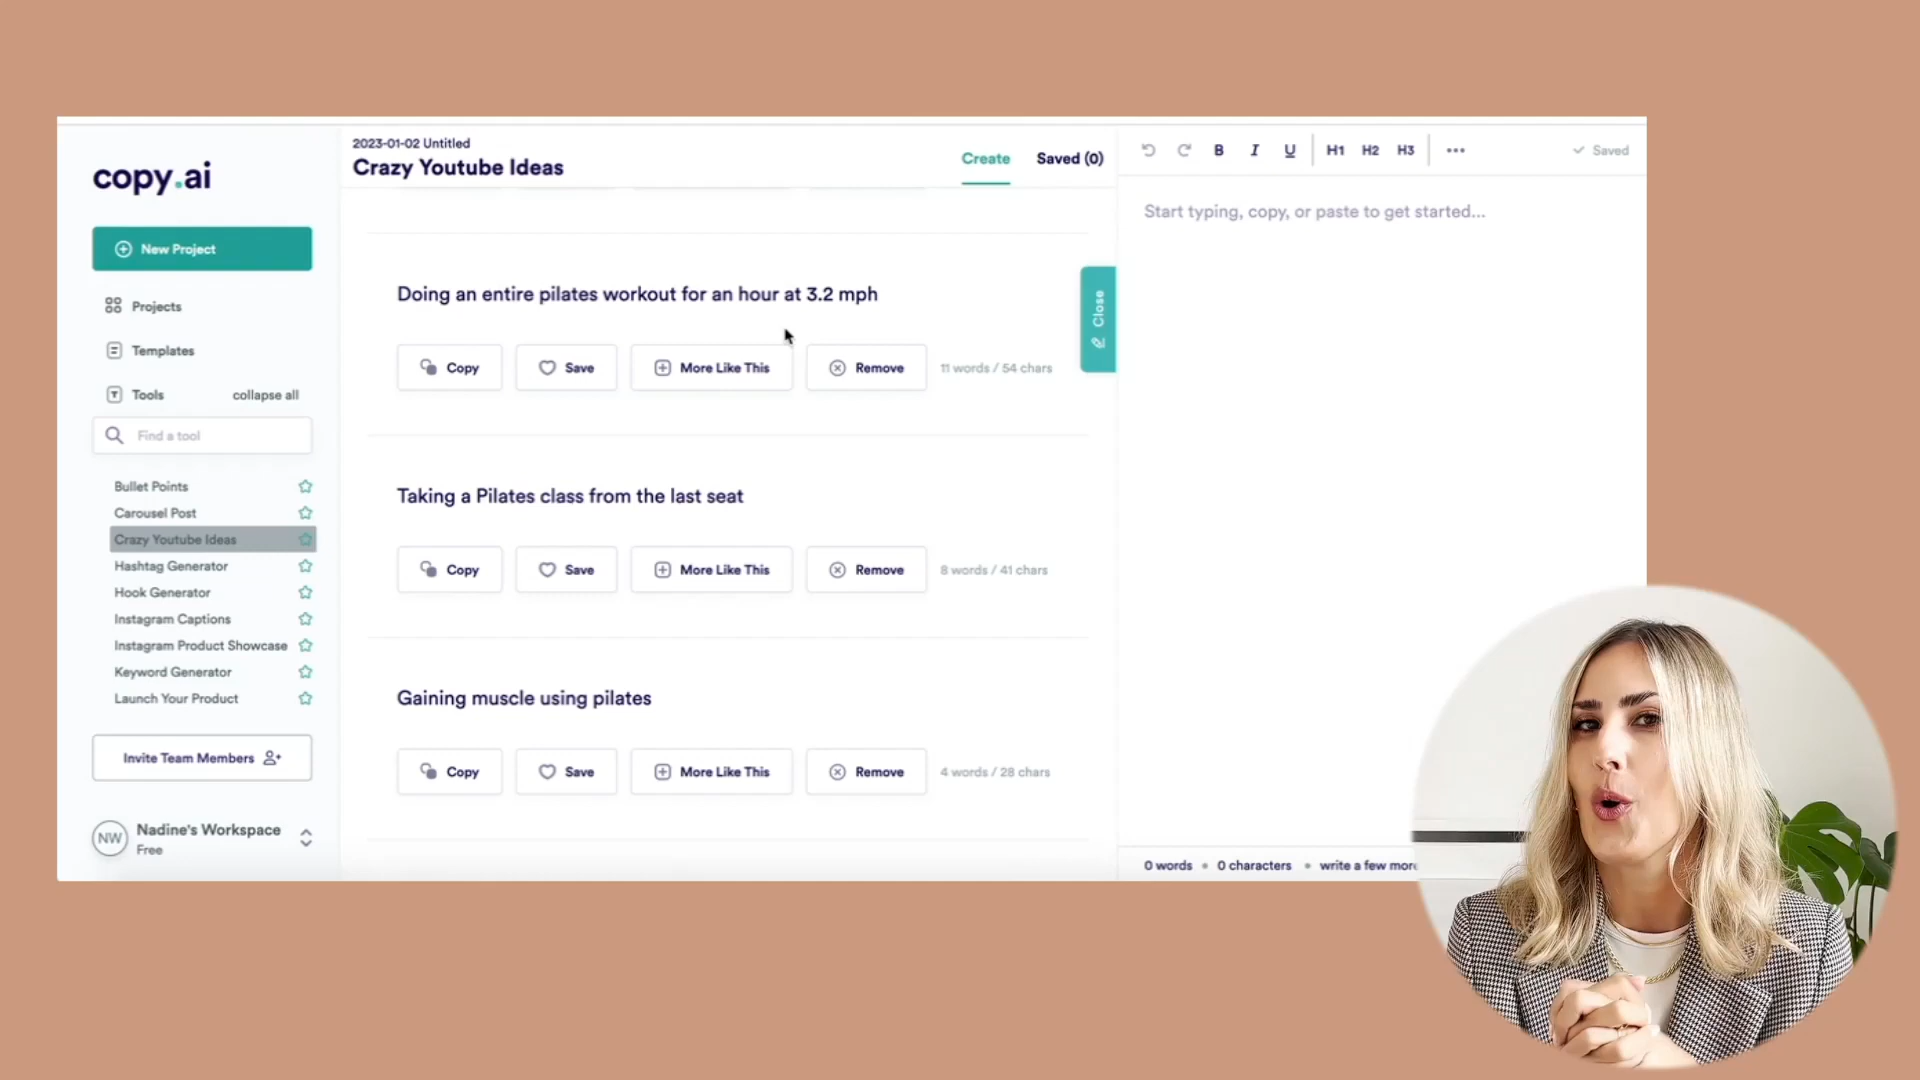 copy.ai
New Project
Projects
Templates
Tools collapse all
Find a tool
Bullet Points
Carousel Post
Crazy Youtube Ideas
Hashtag Generator
Hook Generator
Instagram Captions
Instagram Product Showcase
Keyword Generator
Launch Your Product
Invite Team Members
NW
Nadine's Workspace
Free
2023-01-02 Untitled
Crazy Youtube Ideas
Create Saved (0)
Doing an entire pilates workout for an hour at 3.2 mph
Copy Save More Like This Remove 11 words / 54 chars
Taking a Pilates class from the last seat
Copy Save More Like This Remove 8 words / 41 chars
Gaining muscle using pilates
Copy Save More Like This Remove 4 words / 28 chars
Close
B I U H1 H2 H3 ••• Saved
Start typing, copy, or paste to get started...
0 words • 0 characters • write a few more